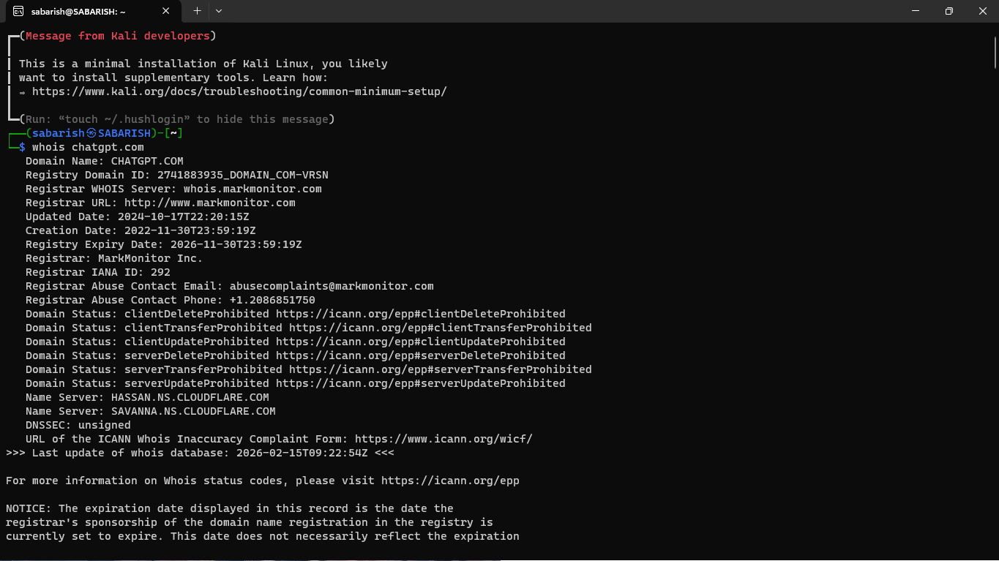 sabarish@SABARISH: ~
(Message from Kali developers)
This is a minimal installation of Kali Linux, you likely
want to install supplementary tools. Learn how:
⇒ https://www.kali.org/docs/troubleshooting/common-minimum-setup/
(Run: “touch ~/.hushlogin” to hide this message)
(sabarish㉿SABARISH)-[~]
$ whois chatgpt.com
Domain Name: CHATGPT.COM
Registry Domain ID: 2741883935_DOMAIN_COM-VRSN
Registrar WHOIS Server: whois.markmonitor.com
Registrar URL: http://www.markmonitor.com
Updated Date: 2024-10-17T22:20:15Z
Creation Date: 2022-11-30T23:59:19Z
Registry Expiry Date: 2026-11-30T23:59:19Z
Registrar: MarkMonitor Inc.
Registrar IANA ID: 292
Registrar Abuse Contact Email: abusecomplaints@markmonitor.com
Registrar Abuse Contact Phone: +1.2086851750
Domain Status: clientDeleteProhibited https://icann.org/epp#clientDeleteProhibited
Domain Status: clientTransferProhibited https://icann.org/epp#clientTransferProhibited
Domain Status: clientUpdateProhibited https://icann.org/epp#clientUpdateProhibited
Domain Status: serverDeleteProhibited https://icann.org/epp#serverDeleteProhibited
Domain Status: serverTransferProhibited https://icann.org/epp#serverTransferProhibited
Domain Status: serverUpdateProhibited https://icann.org/epp#serverUpdateProhibited
Name Server: HASSAN.NS.CLOUDFLARE.COM
Name Server: SAVANNA.NS.CLOUDFLARE.COM
DNSSEC: unsigned
URL of the ICANN Whois Inaccuracy Complaint Form: https://www.icann.org/wicf/
>>> Last update of whois database: 2026-02-15T09:22:54Z <<<
For more information on Whois status codes, please visit https://icann.org/epp
NOTICE: The expiration date displayed in this record is the date the
registrar's sponsorship of the domain name registration in the registry is
currently set to expire. This date does not necessarily reflect the expiration